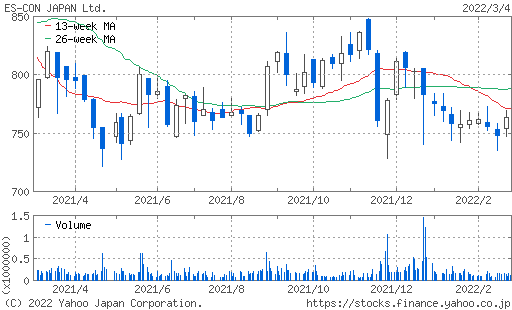 ES-CON JAPAN Ltd. 2022/3/4
850
13-week MA
26-week MA
800
750
700
2021/4 2021/6 2021/8 2021/10 2021/12 2022/2
1.5
Volume
1
0.5
0
(x1000000)
2021/4 2021/6 2021/8 2021/10 2021/12 2022/2
(C) 2022 Yahoo Japan Corporation. https://stocks.finance.yahoo.co.jp/